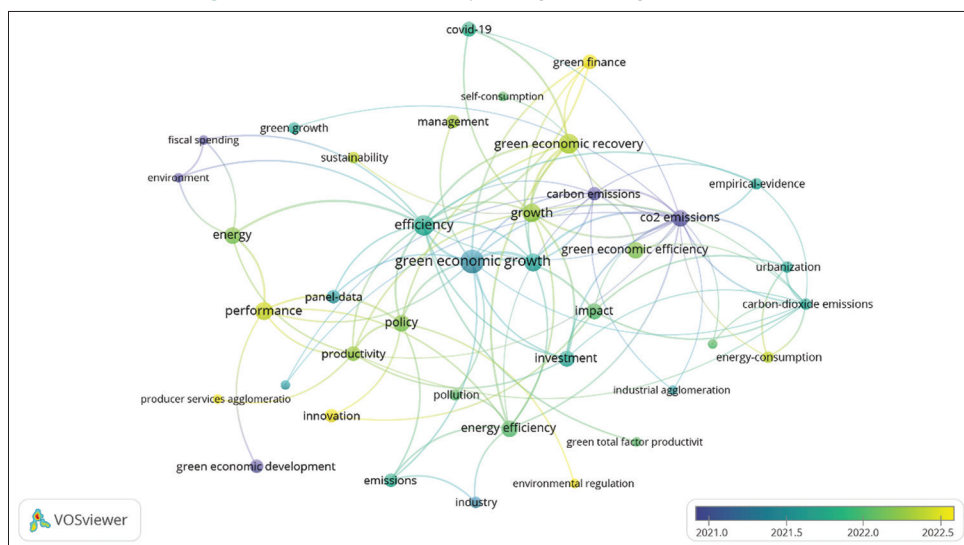 covid-19
green finance
self-consumption
management
green growth
fiscal spending
green economic recovery
sustainability
environment
carbon emissions
empirical-evidence
growth
co2 emissions
efficiency
energy
green economic efficiency
green economic growth
urbanization
panel-data
carbon-dioxide emissions
performance
impact
policy
productivity
investment
energy-consumption
industrial agglomeration
pollution
producer services agglomeratio
innovation
energy efficiency
green total factor productivit
green economic development
emissions
environmental regulation
industry
VOSviewer
2021.0 2021.5 2022.0 2022.5